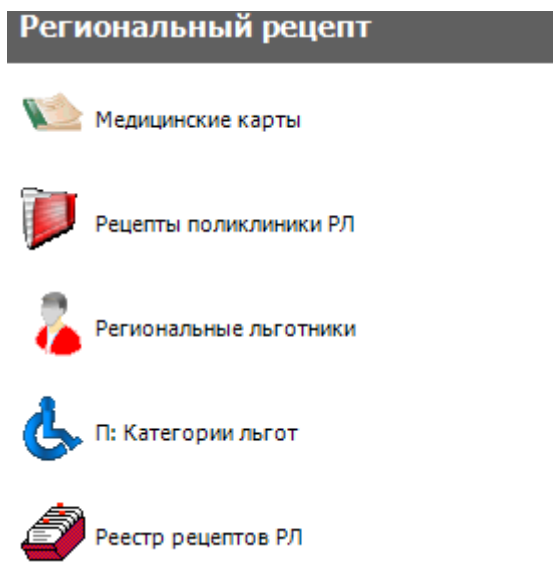 Региональный рецепт
Медицинские карты
Рецепты поликлиники РЛ
Региональные льготники
П: Категории льгот
Реестр рецептов РЛ